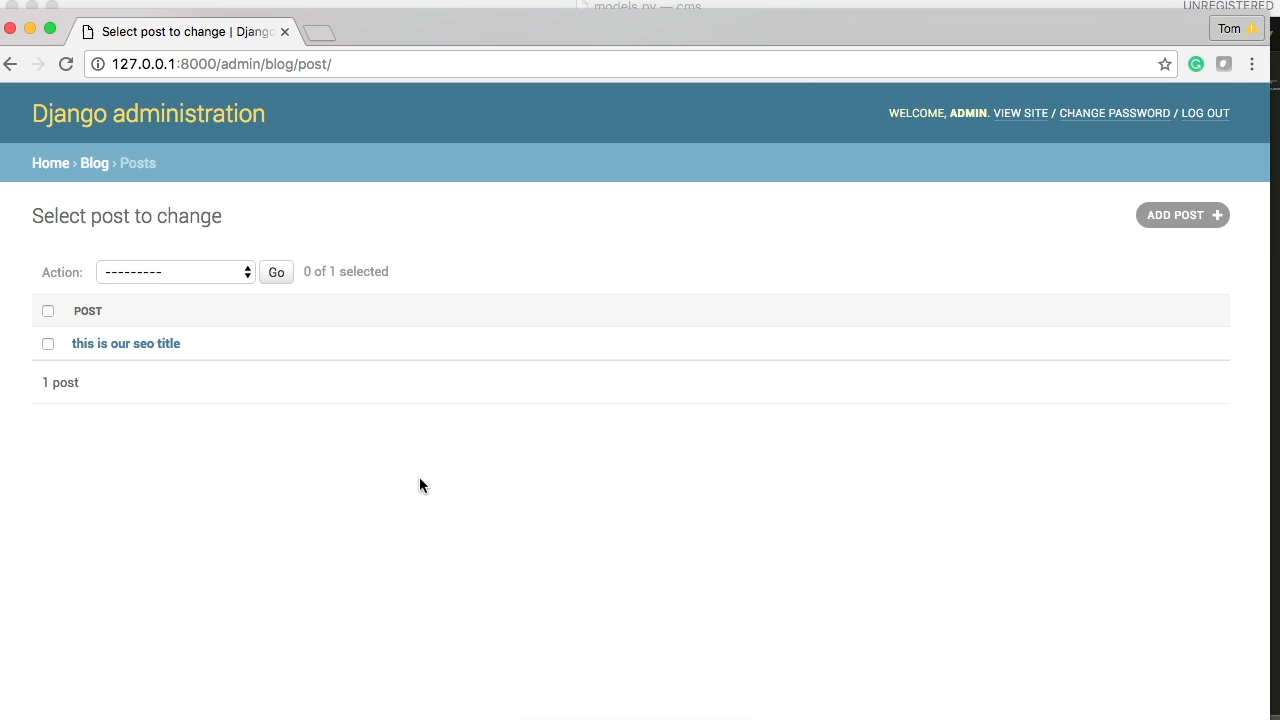 models.py — cms
UNREGISTERED
Select post to change | Django
Tom
127.0.0.1:8000/admin/blog/post/
Django administration
WELCOME, ADMIN. VIEW SITE / CHANGE PASSWORD / LOG OUT
Home › Blog › Posts
Select post to change
ADD POST +
Action: --------- Go 0 of 1 selected
POST
this is our seo title
1 post